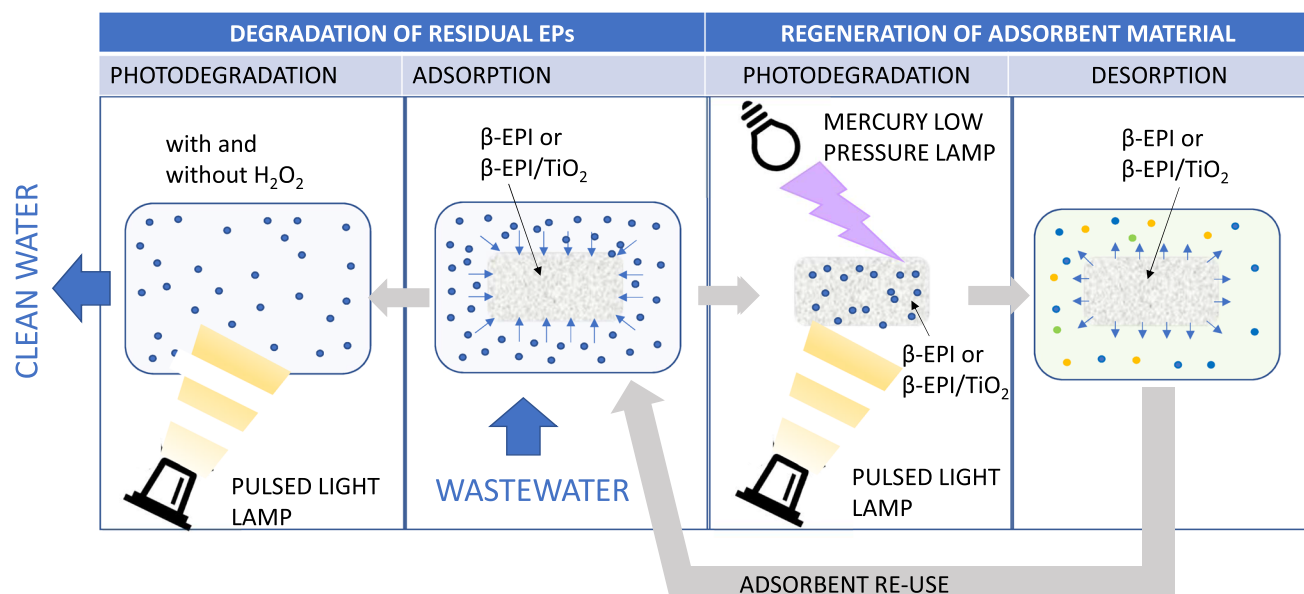 DEGRADATION OF RESIDUAL EPs
REGENERATION OF ADSORBENT MATERIAL
PHOTODEGRADATION
ADSORPTION
PHOTODEGRADATION
DESORPTION
with and
without H₂O₂
β-EPI or
β-EPI/TiO₂
MERCURY LOW
PRESSURE LAMP
β-EPI or
β-EPI/TiO₂
CLEAN WATER
β-EPI or
β-EPI/TiO₂
PULSED LIGHT
LAMP
WASTEWATER
PULSED LIGHT
LAMP
ADSORBENT RE-USE